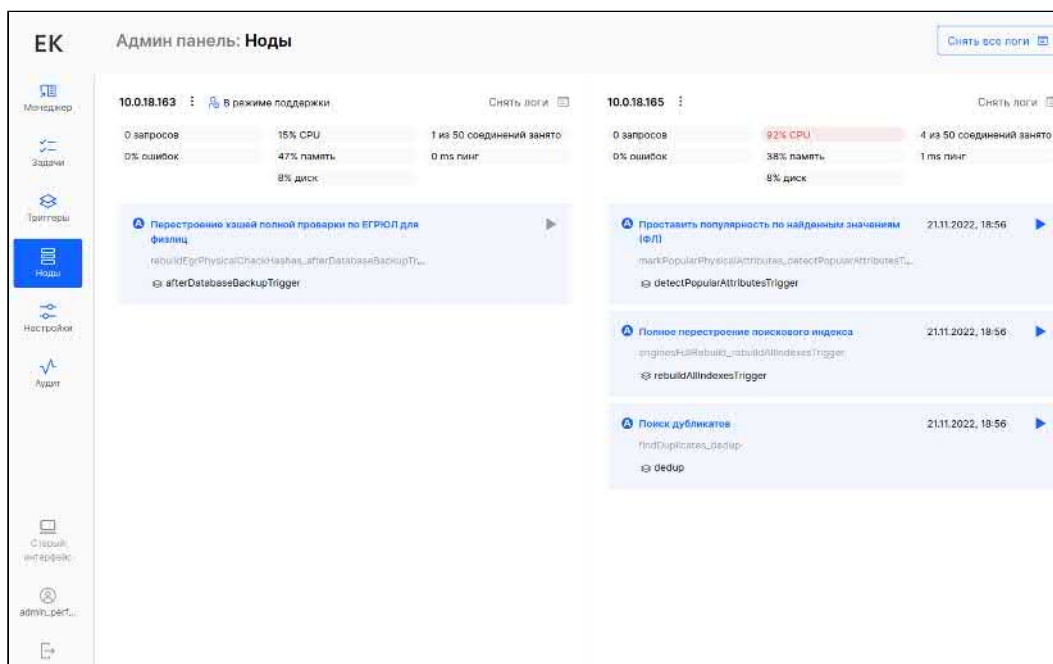 ЕК
Админ панель: Ноды
Снять все логи
Менеджер
Задачи
Триггеры
Ноды
Настройки
Аудит
Старый
интерфейс
admin_perf...
10.0.18.163
В режиме поддержки
Снять логи
0 запросов
15% CPU
1 из 50 соединений занято
0% ошибок
47% память
0 ms пинг
8% диск
Перестроение хэшей полной проверки по ЕГРЮЛ для
физлиц
rebuildEgrPhysicalCheckHashes_afterDatabaseBackupTr...
afterDatabaseBackupTrigger
10.0.18.165
Снять логи
0 запросов
92% CPU
4 из 50 соединений занято
0% ошибок
38% память
1 ms пинг
8% диск
Проставить популярность по найденным значениям
(ФЛ)
21.11.2022, 18:56
markPopularPhysicalAttributes_detectPopularAttributesT...
detectPopularAttributesTrigger
Полное перестроение поискового индекса
21.11.2022, 18:56
enginesFullRebuild_rebuildAllIndexesTrigger
rebuildAllIndexesTrigger
Поиск дубликатов
21.11.2022, 18:56
findDuplicates_dedup
dedup